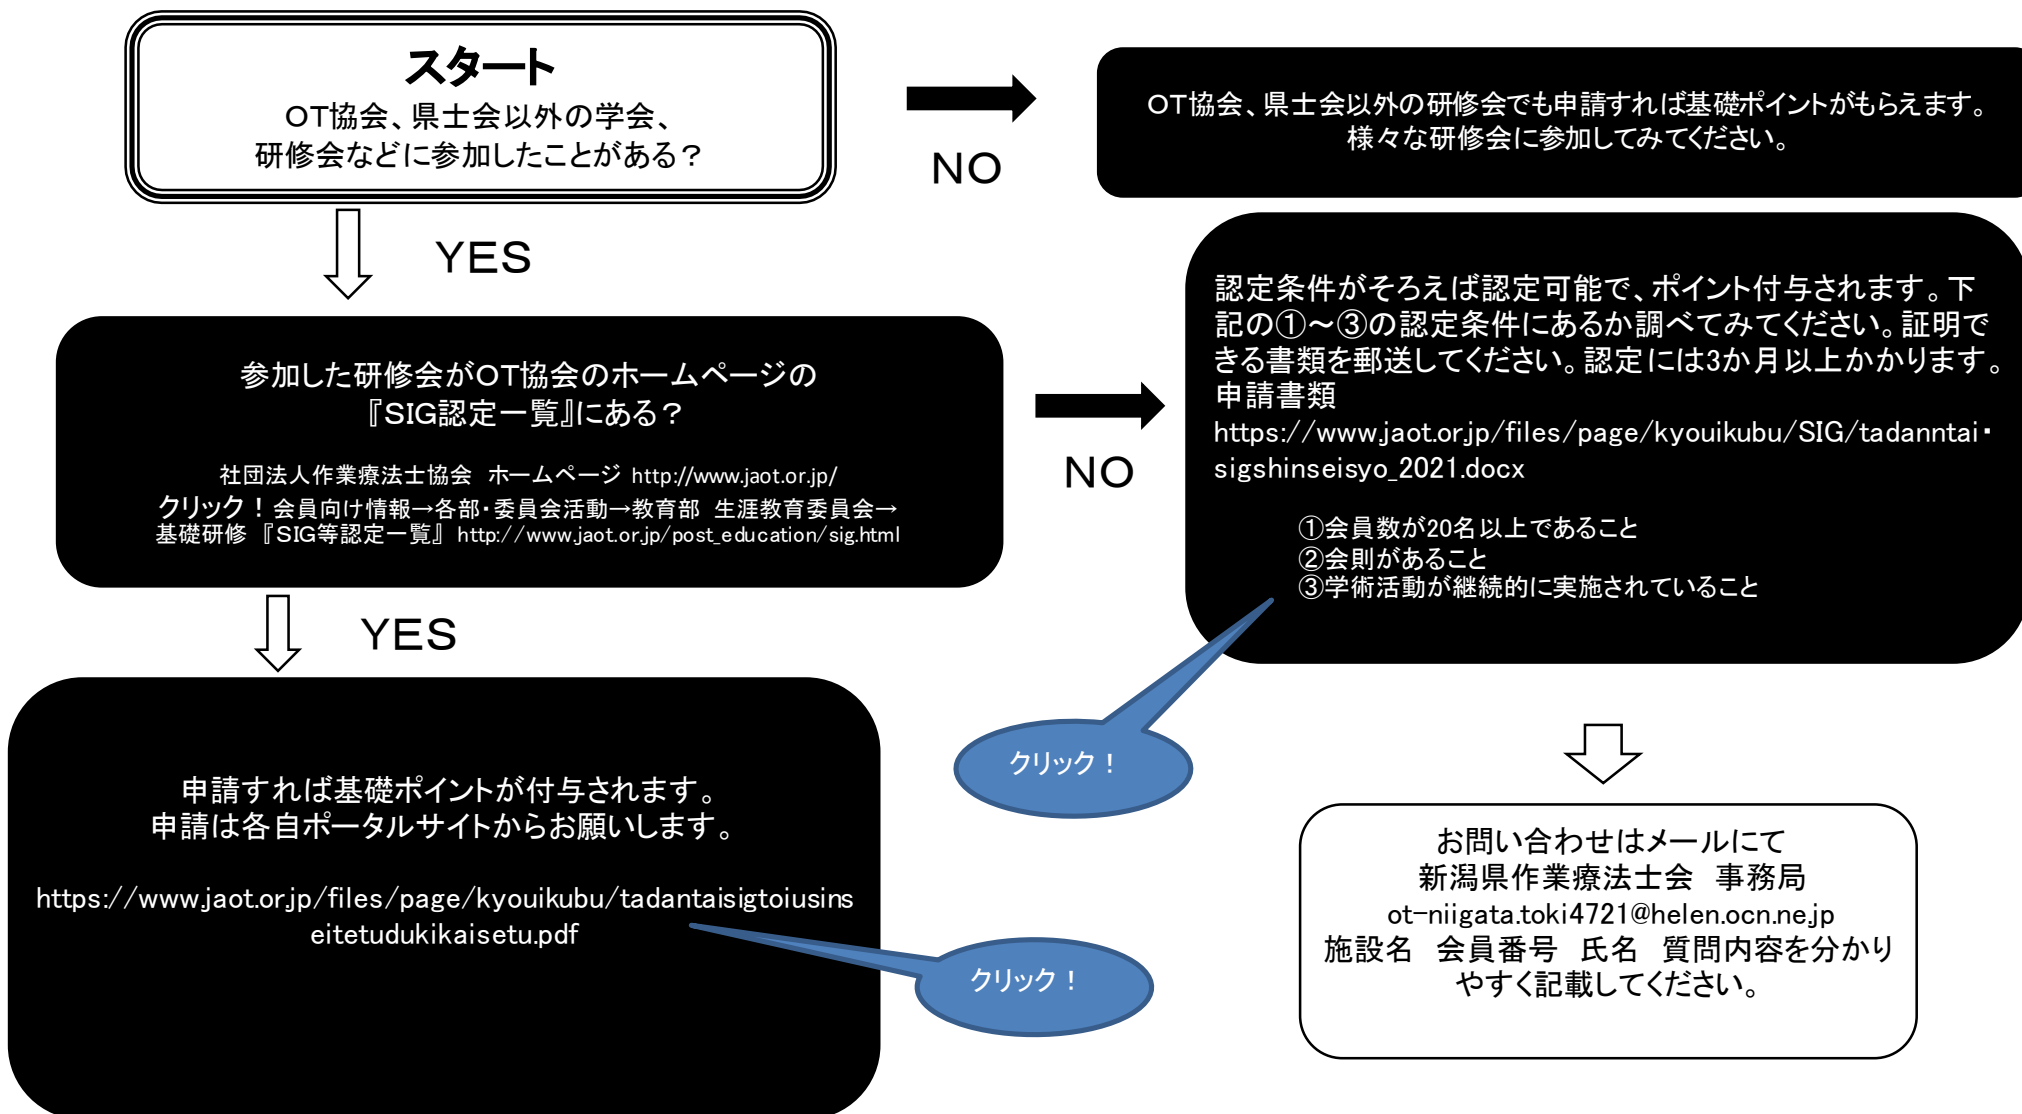 スタート
OT協会、県士会以外の学会、
研修会などに参加したことがある？
NO
OT協会、県士会以外の研修会でも申請すれば基礎ポイントがもらえます。
様々な研修会に参加してみてください。
YES
参加した研修会がOT協会のホームページの
『SIG認定一覧』にある？
社団法人作業療法士協会　ホームページ http://www.jaot.or.jp/
クリック！会員向け情報→各部・委員会活動→教育部　生涯教育委員会→
基礎研修 『SIG等認定一覧』 http://www.jaot.or.jp/post_education/sig.html
NO
認定条件がそろえば認定可能で、ポイント付与されます。下
記の①～③の認定条件にあるか調べてみてください。証明で
きる書類を郵送してください。認定には3か月以上かかります。
申請書類
https://www.jaot.or.jp/files/page/kyouikubu/SIG/tadanntai・
sigshinseisyo_2021.docx
①会員数が20名以上であること
②会則があること
③学術活動が継続的に実施されていること
クリック！
YES
申請すれば基礎ポイントが付与されます。
申請は各自ポータルサイトからお願いします。
https://www.jaot.or.jp/files/page/kyouikubu/tadantaisigtoiusins
eitetudukikaisetu.pdf
クリック！
お問い合わせはメールにて
新潟県作業療法士会　事務局
ot-niigata.toki4721@helen.ocn.ne.jp
施設名　会員番号　氏名　質問内容を分かり
やすく記載してください。